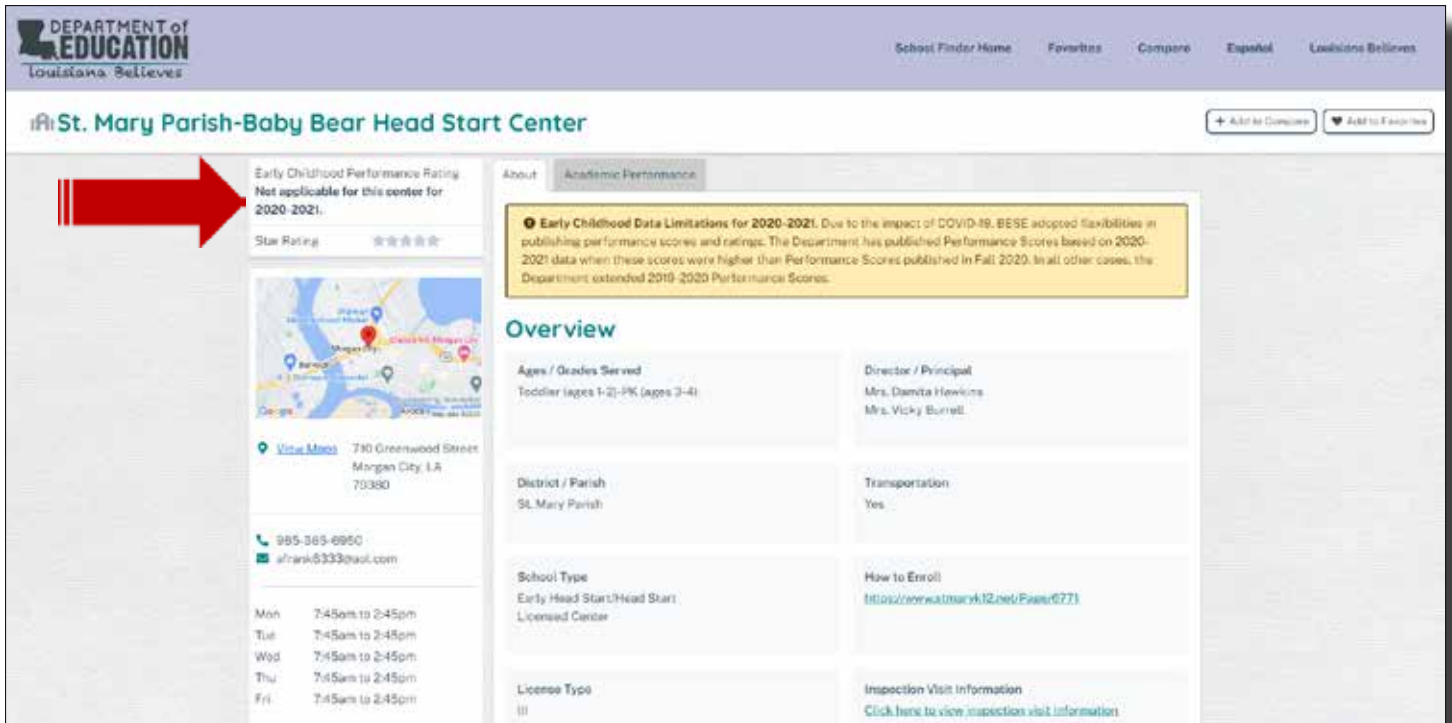 DEPARTMENT of
EDUCATION
Louisiana Believes
School Finder Home Favorites Compare Español Louisiana Believes
St. Mary Parish-Baby Bear Head Start Center
+ Add to Compare Add to Favorites
Early Childhood Performance Rating
Not applicable for this center for
2020-2021.
Star Rating
View Maps 710 Greenwood Street
Morgan City, LA
70380
985-365-6950
afrank6333@aol.com
Mon 7:45am to 2:45pm
Tue 7:45am to 2:45pm
Wed 7:45am to 2:45pm
Thu 7:45am to 2:45pm
Fri 7:45am to 2:45pm
About Academic Performance
Early Childhood Data Limitations for 2020-2021. Due to the impact of COVID-19, BESE adopted flexibilities in
publishing performance scores and ratings. The Department has published Performance Scores based on 2020-
2021 data when these scores were higher than Performance Scores published in Fall 2020. In all other cases, the
Department extended 2019-2020 Performance Scores.
Overview
Ages / Grades Served
Toddler (ages 1-2)-PK (ages 3-4)
Director / Principal
Mrs. Damita Hawkins
Mrs. Vicky Burrell
District / Parish
St. Mary Parish
Transportation
Yes
School Type
Early Head Start/Head Start
Licensed Center
How to Enroll
https://www.stmaryk12.net/Page/6771
License Type
III
Inspection Visit Information
Click here to view inspection visit information